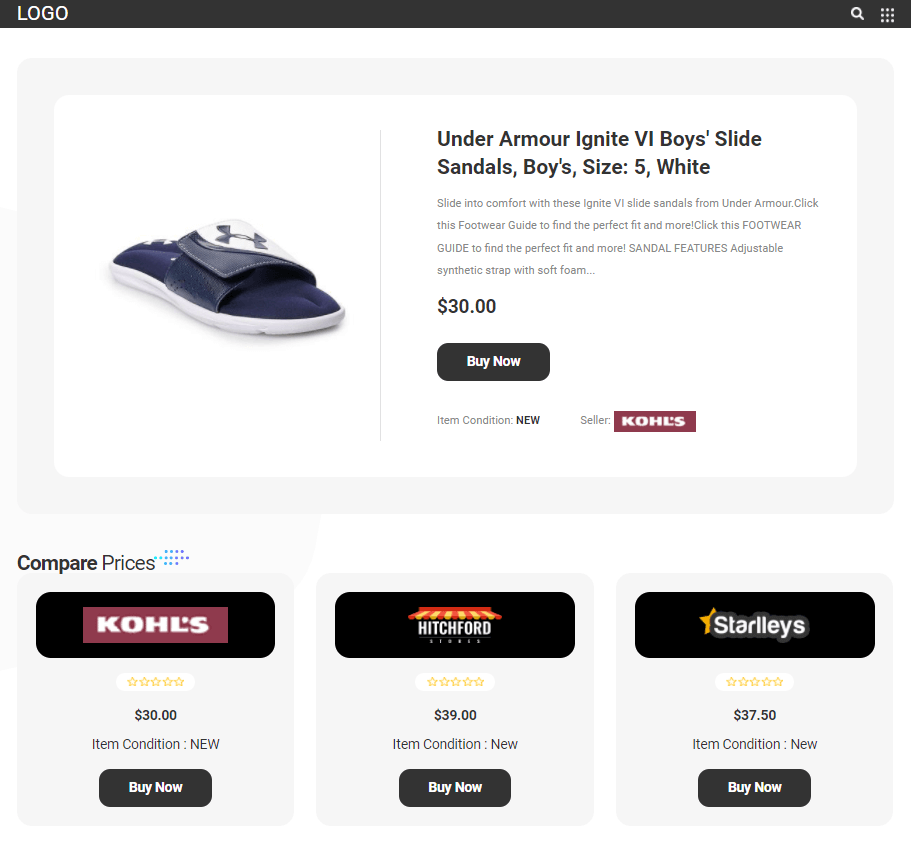 LOGO
Under Armour Ignite VI Boys' Slide
Sandals, Boy's, Size: 5, White
Slide into comfort with these Ignite VI slide sandals from Under Armour.Click
this Footwear Guide to find the perfect fit and more!Click this FOOTWEAR
GUIDE to find the perfect fit and more! SANDAL FEATURES Adjustable
synthetic strap with soft foam...
$30.00
Buy Now
Item Condition: NEW Seller: KOHL'S
Compare Prices
KOHL'S HITCHFORD Starlleys
STORES
$30.00 $39.00 $37.50
Item Condition : NEW Item Condition : New Item Condition : New
Buy Now Buy Now Buy Now